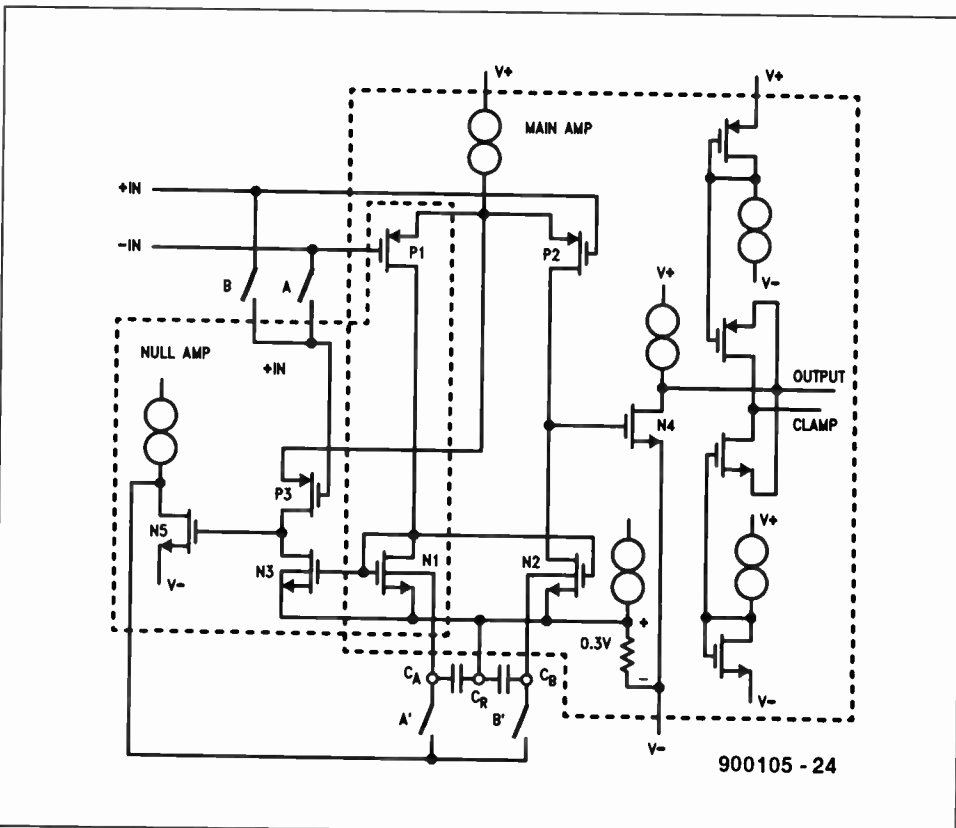 V+
V+
MAIN AMP
+IN
-IN
P1
P2
B
A
V+
V-
NULL AMP
+IN
OUTPUT
CLAMP
N4
P3
N5
V-
N3
N1
N2
V+
+
0.3V
-
CA
CR
CB
A'
B'
V-
V-
900105 - 24